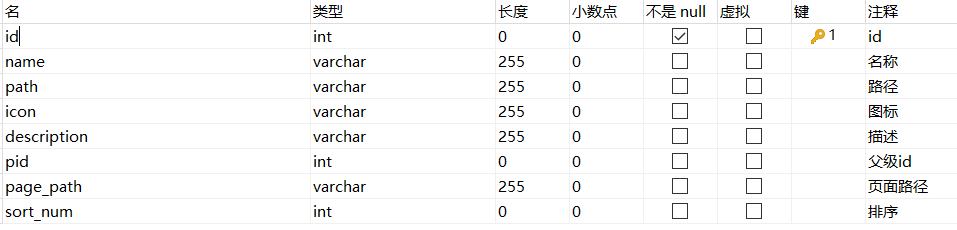 名 类型 长度 小数点 不是 null 虚拟 键 注释
id int 0 0 1 id
name varchar 255 0 名称
path varchar 255 0 路径
icon varchar 255 0 图标
description varchar 255 0 描述
pid int 0 0 父级id
page_path varchar 255 0 页面路径
sort_num int 0 0 排序